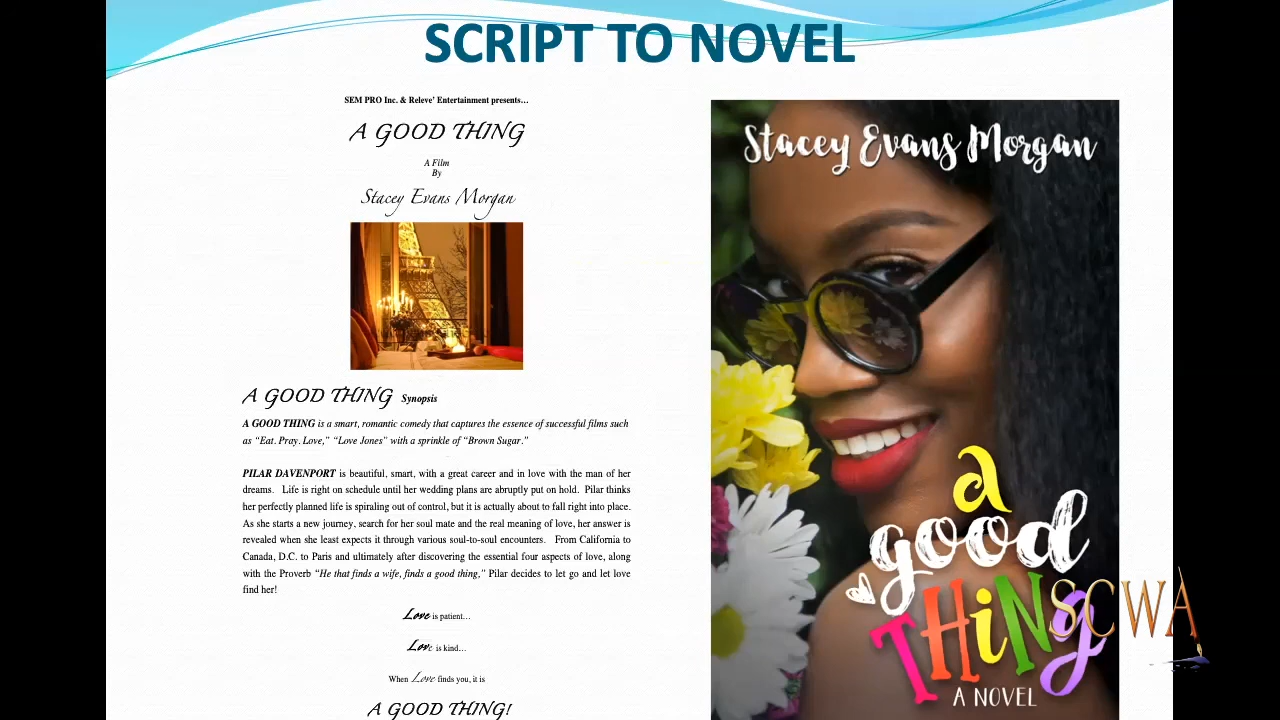 SCRIPT TO NOVEL
SEM PRO Inc. & Releve' Entertainment presents…
A GOOD THING
A Film
By
Stacey Evans Morgan
A GOOD THING Synopsis
A GOOD THING is a smart, romantic comedy that captures the essence of successful films such
as “Eat. Pray. Love,” “Love Jones” with a sprinkle of “Brown Sugar.”
PILAR DAVENPORT is beautiful, smart, with a great career and in love with the man of her
dreams. Life is right on schedule until her wedding plans are abruptly put on hold. Pilar thinks
her perfectly planned life is spiraling out of control, but it is actually about to fall right into place.
As she starts a new journey, search for her soul mate and the real meaning of love, her answer is
revealed when she least expects it through various soul-to-soul encounters. From California to
Canada, D.C. to Paris and ultimately after discovering the essential four aspects of love, along
with the Proverb “He that finds a wife, finds a good thing,” Pilar decides to let go and let love
find her!
Love is patient…
Love is kind…
When Love finds you, it is
A GOOD THING!
Stacey Evans Morgan
a
good
THiNg
A NOVEL
SCWA